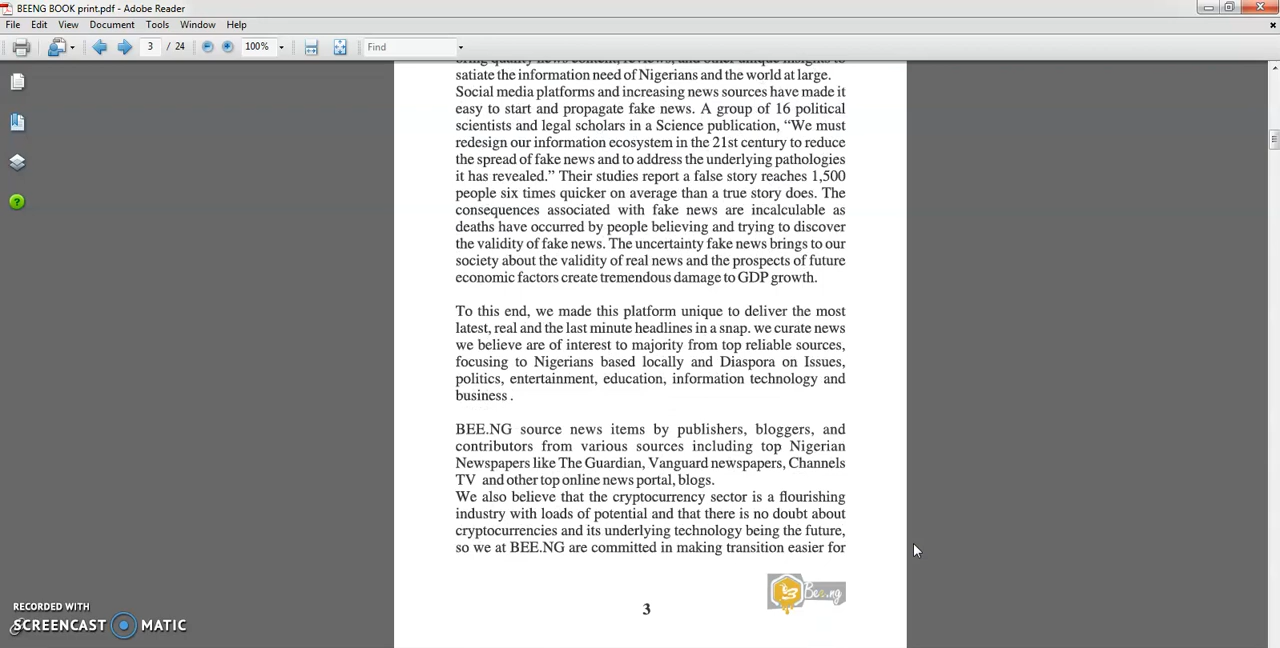 BEENG BOOK print.pdf - Adobe Reader
File Edit View Document Tools Window Help
3 / 24 100% Find
bring quality news content, reviews, and other unique insights to
satiate the information need of Nigerians and the world at large.
Social media platforms and increasing news sources have made it
easy to start and propagate fake news. A group of 16 political
scientists and legal scholars in a Science publication, “We must
redesign our information ecosystem in the 21st century to reduce
the spread of fake news and to address the underlying pathologies
it has revealed.” Their studies report a false story reaches 1,500
people six times quicker on average than a true story does. The
consequences associated with fake news are incalculable as
deaths have occurred by people believing and trying to discover
the validity of fake news. The uncertainty fake news brings to our
society about the validity of real news and the prospects of future
economic factors create tremendous damage to GDP growth.
To this end, we made this platform unique to deliver the most
latest, real and the last minute headlines in a snap. we curate news
we believe are of interest to majority from top reliable sources,
focusing to Nigerians based locally and Diaspora on Issues,
politics, entertainment, education, information technology and
business .
BEE.NG source news items by publishers, bloggers, and
contributors from various sources including top Nigerian
Newspapers like The Guardian, Vanguard newspapers, Channels
TV and other top online news portal, blogs.
We also believe that the cryptocurrency sector is a flourishing
industry with loads of potential and that there is no doubt about
cryptocurrencies and its underlying technology being the future,
so we at BEE.NG are committed in making transition easier for
Bee.ng
3
RECORDED WITH
SCREENCAST MATIC